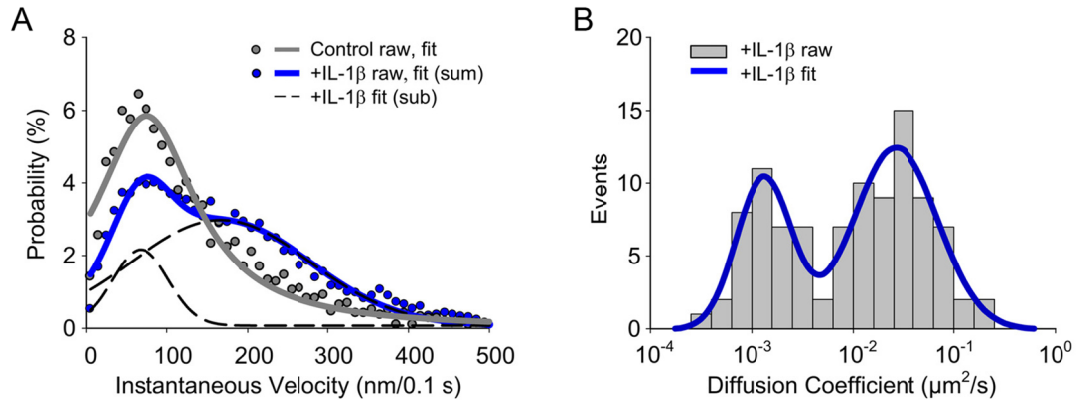 A
8
6
4
2
0
Probability (%)
Control raw, fit
+IL-1β raw, fit (sum)
+IL-1β fit (sub)
0 100 200 300 400 500
Instantaneous Velocity (nm/0.1 s)
B
20
15
10
5
0
Events
+IL-1β raw
+IL-1β fit
10⁻⁴ 10⁻³ 10⁻² 10⁻¹ 10⁰
Diffusion Coefficient (µm²/s)